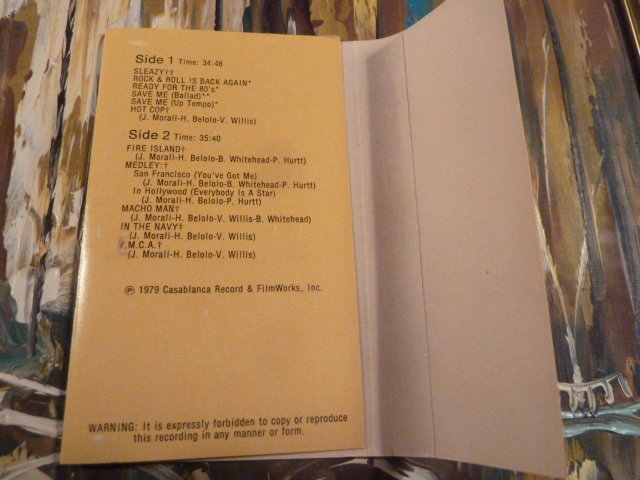 Side 1 Time: 34:48
SLEAZY††
ROCK & ROLL IS BACK AGAIN*
READY FOR THE 80's*
SAVE ME (Ballad)**
SAVE ME (Up Tempo)*
HOT COP†
(J. Morali-H. Belolo-V. Willis)
Side 2 Time: 35:40
FIRE ISLAND†
(J. Morali-H. Belolo-B. Whitehead-P. Hurtt)
MEDLEY:†
San Francisco (You've Got Me)
(J. Morali-H. Belolo-B. Whitehead-P. Hurtt)
In Hollywood (Everybody Is A Star)
(J. Morali-H. Belolo-P. Hurtt)
MACHO MAN†
(J. Morali-H. Belolo-V. Willis-B. Whitehead)
IN THE NAVY†
(J. Morali-H. Belolo-V. Willis)
Y.M.C.A.†
(J. Morali-H. Belolo-V. Willis)
℗ 1979 Casablanca Record & FilmWorks, Inc.
WARNING: It is expressly forbidden to copy or reproduce
this recording in any manner or form.